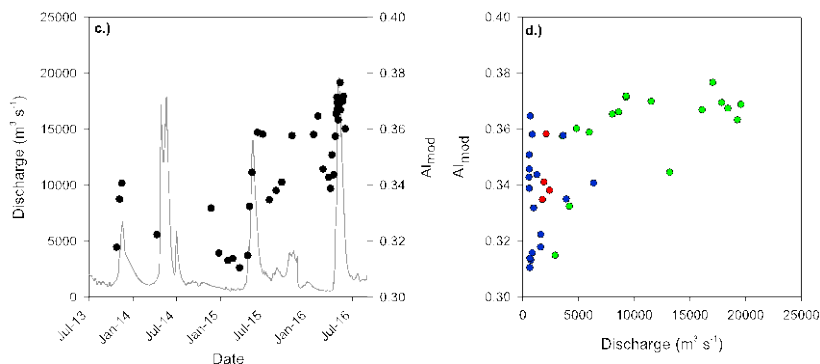 c.)
25000
20000
15000
10000
5000
0
Discharge (m³ s⁻¹)
0.40
0.38
0.36
0.34
0.32
0.30
AI_mod
Jul-13
Jan-14
Jul-14
Jan-15
Jul-15
Jan-16
Jul-16
Date
d.)
0.40
0.38
0.36
0.34
0.32
0.30
AI_mod
0
5000
10000
15000
20000
25000
Discharge (m³ s⁻¹)